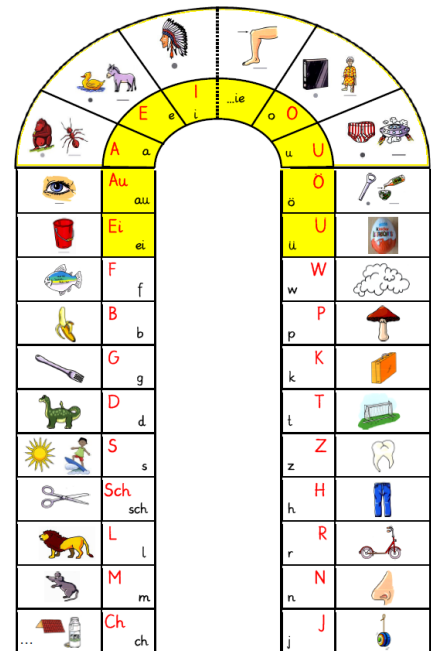 I
E e i ...ie o O
A a u U
Au au ö Ö
Ei ei ü U
F f w W
B b p P
G g k K
D d t T
S s z Z
Sch sch h H
L l r R
M m n N
... Ch ch j J